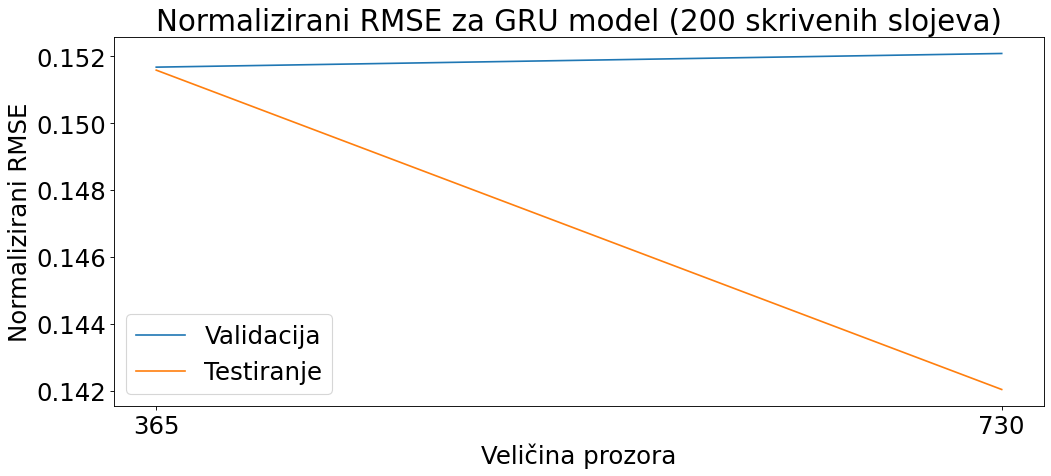 Normalizirani RMSE za GRU model (200 skrivenih slojeva)
Normalizirani RMSE
0.152
0.150
0.148
0.146
0.144
0.142
Validacija
Testiranje
365
730
Veličina prozora